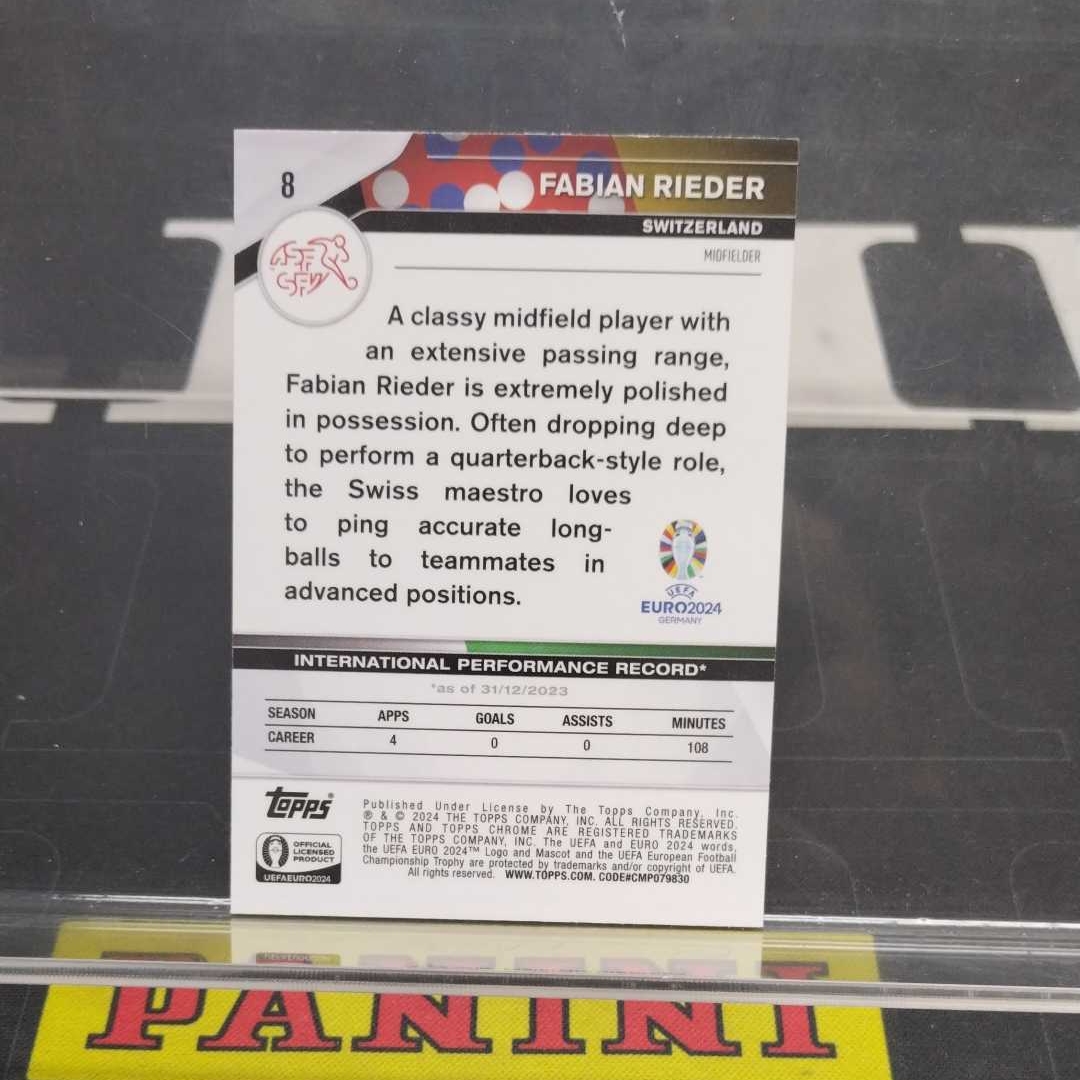 8
FABIAN RIEDER
SWITZERLAND
MIDFIELDER
ASF
SFV
A classy midfield player with
an extensive passing range,
Fabian Rieder is extremely polished
in possession. Often dropping deep
to perform a quarterback-style role,
the Swiss maestro loves
to ping accurate long-
balls to teammates in
advanced positions.
UEFA
EURO2024
GERMANY
INTERNATIONAL PERFORMANCE RECORD*
*as of 31/12/2023
SEASON APPS GOALS ASSISTS MINUTES
CAREER 4 0 0 108
Topps®
OFFICIAL
LICENSED
PRODUCT
UEFAEURO2024
Published Under License by The Topps Company, Inc.
® & © 2024 THE TOPPS COMPANY, INC. ALL RIGHTS RESERVED.
TOPPS AND TOPPS CHROME ARE REGISTERED TRADEMARKS
OF THE TOPPS COMPANY, INC. The UEFA and EURO 2024 words,
the UEFA EURO 2024™ Logo and Mascot and the UEFA European Football
Championship Trophy are protected by trademarks and/or copyright of UEFA.
All rights reserved. WWW.TOPPS.COM. CODE#CMP079830
PANINI